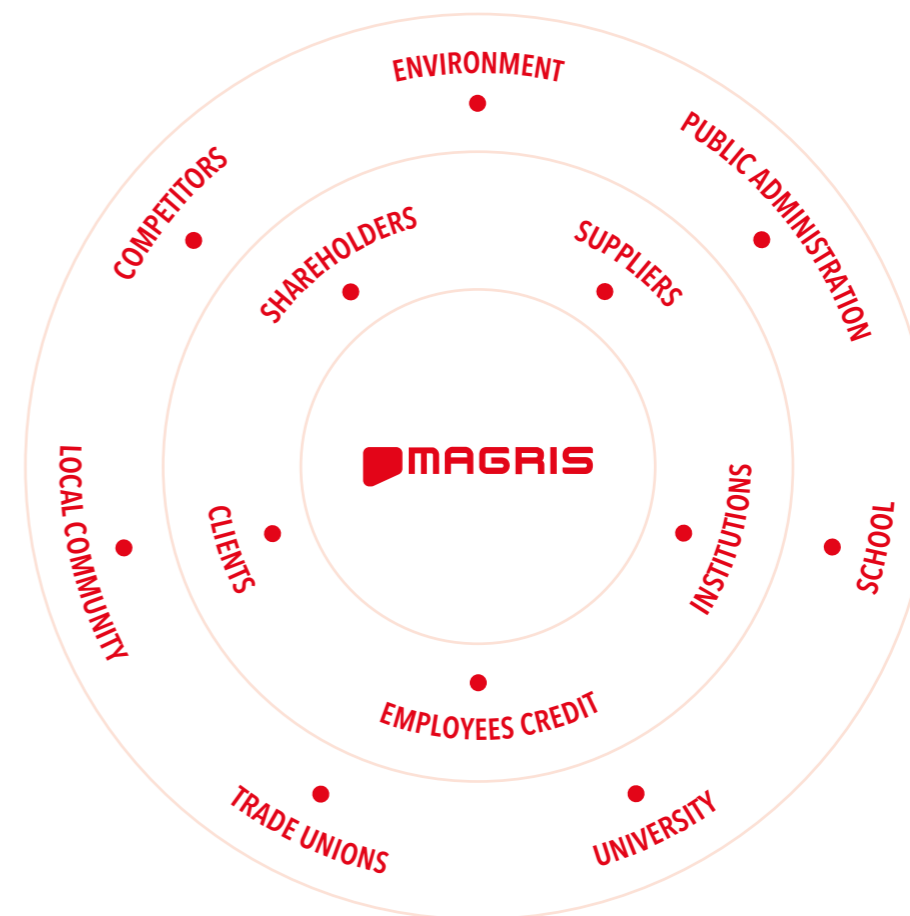 ENVIRONMENT
PUBLIC ADMINISTRATION
COMPETITORS
SHAREHOLDERS
SUPPLIERS
MAGRIS
LOCAL COMMUNITY
CLIENTS
INSTITUTIONS
SCHOOL
EMPLOYEES CREDIT
TRADE UNIONS
UNIVERSITY